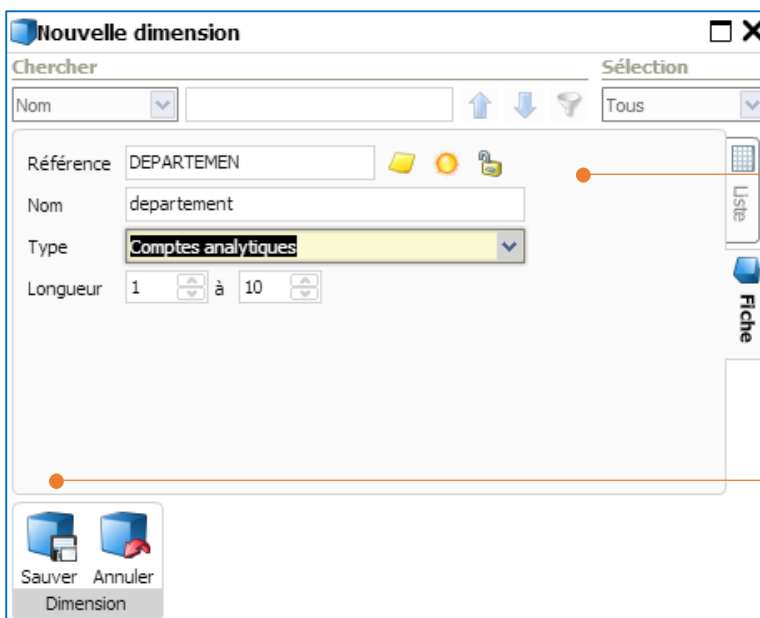 Nouvelle dimension
Chercher Sélection
Nom Tous
Référence DEPARTEMEN
Nom departement
Type Comptes analytiques
Longueur 1 à 10
Liste
Fiche
Sauver Annuler
Dimension